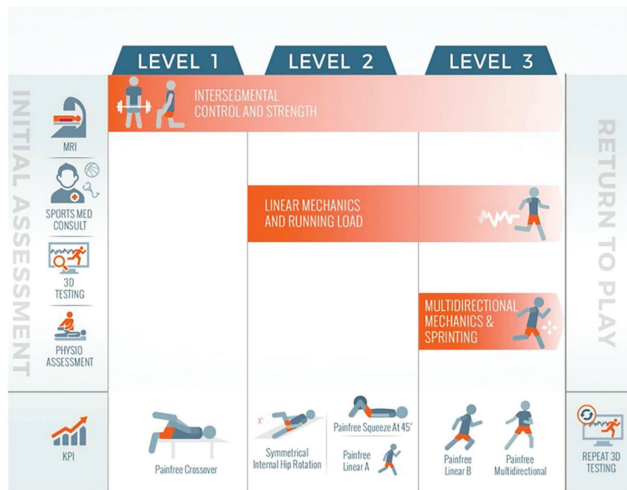 LEVEL 1
LEVEL 2
LEVEL 3
INITIAL ASSESSMENT
MRI
SPORTS MED
CONSULT
3D
TESTING
PHYSIO
ASSESSMENT
INTERSEGMENTAL
CONTROL AND STRENGTH
LINEAR MECHANICS
AND RUNNING LOAD
MULTIDIRECTIONAL
MECHANICS &
SPRINTING
RETURN TO PLAY
KPI
Painfree Crossover
Symmetrical
Internal Hip Rotation
Painfree Squeeze At 45°
Painfree
Linear A
Painfree
Linear B
Painfree
Multidirectional
REPEAT 3D
TESTING